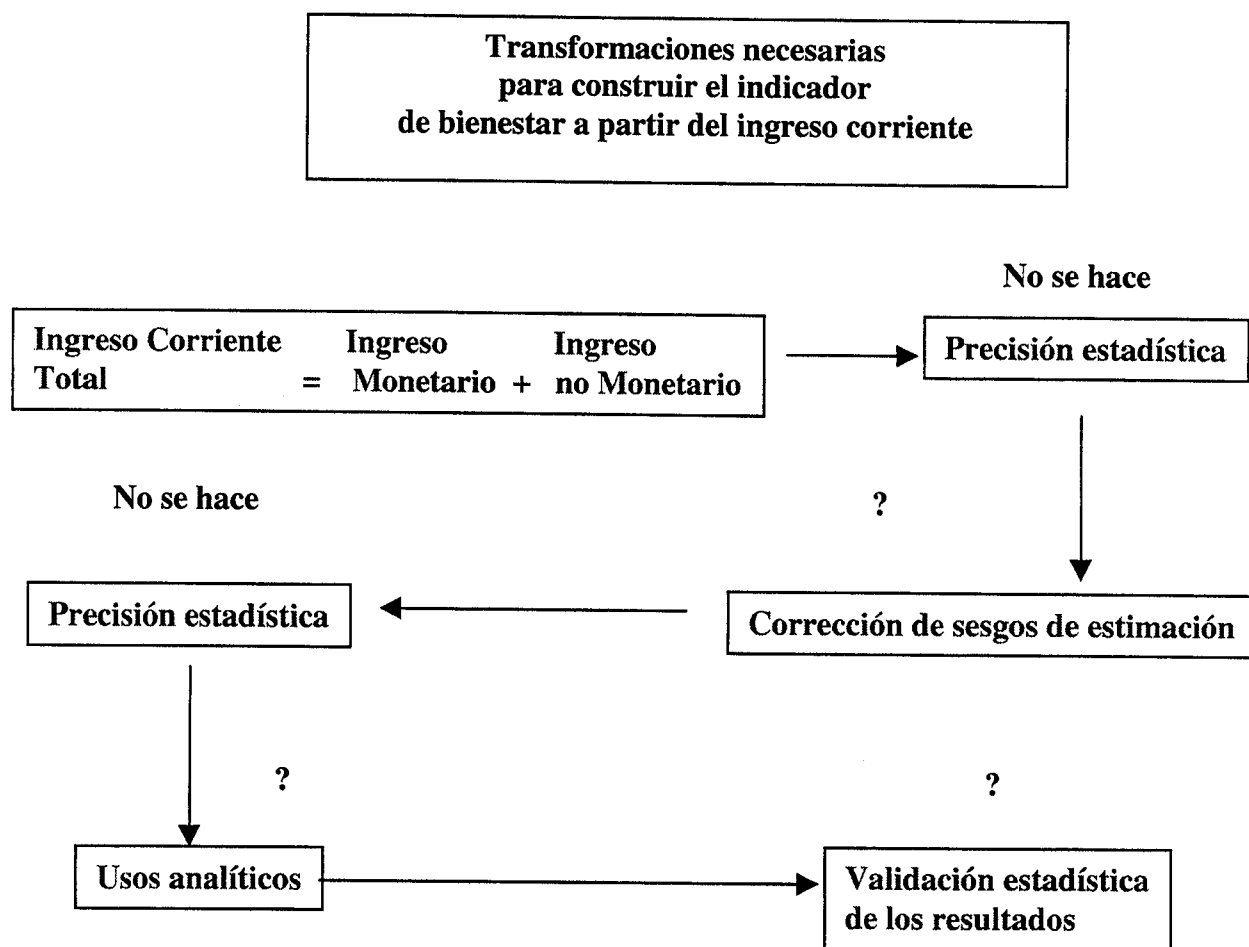 Transformaciones necesarias
para construir el indicador
de bienestar a partir del ingreso corriente
No se hace
Ingreso Corriente Ingreso Ingreso
Total = Monetario + no Monetario
Precisión estadística
No se hace
?
Precisión estadística
Corrección de sesgos de estimación
?
?
Usos analíticos
Validación estadística
de los resultados